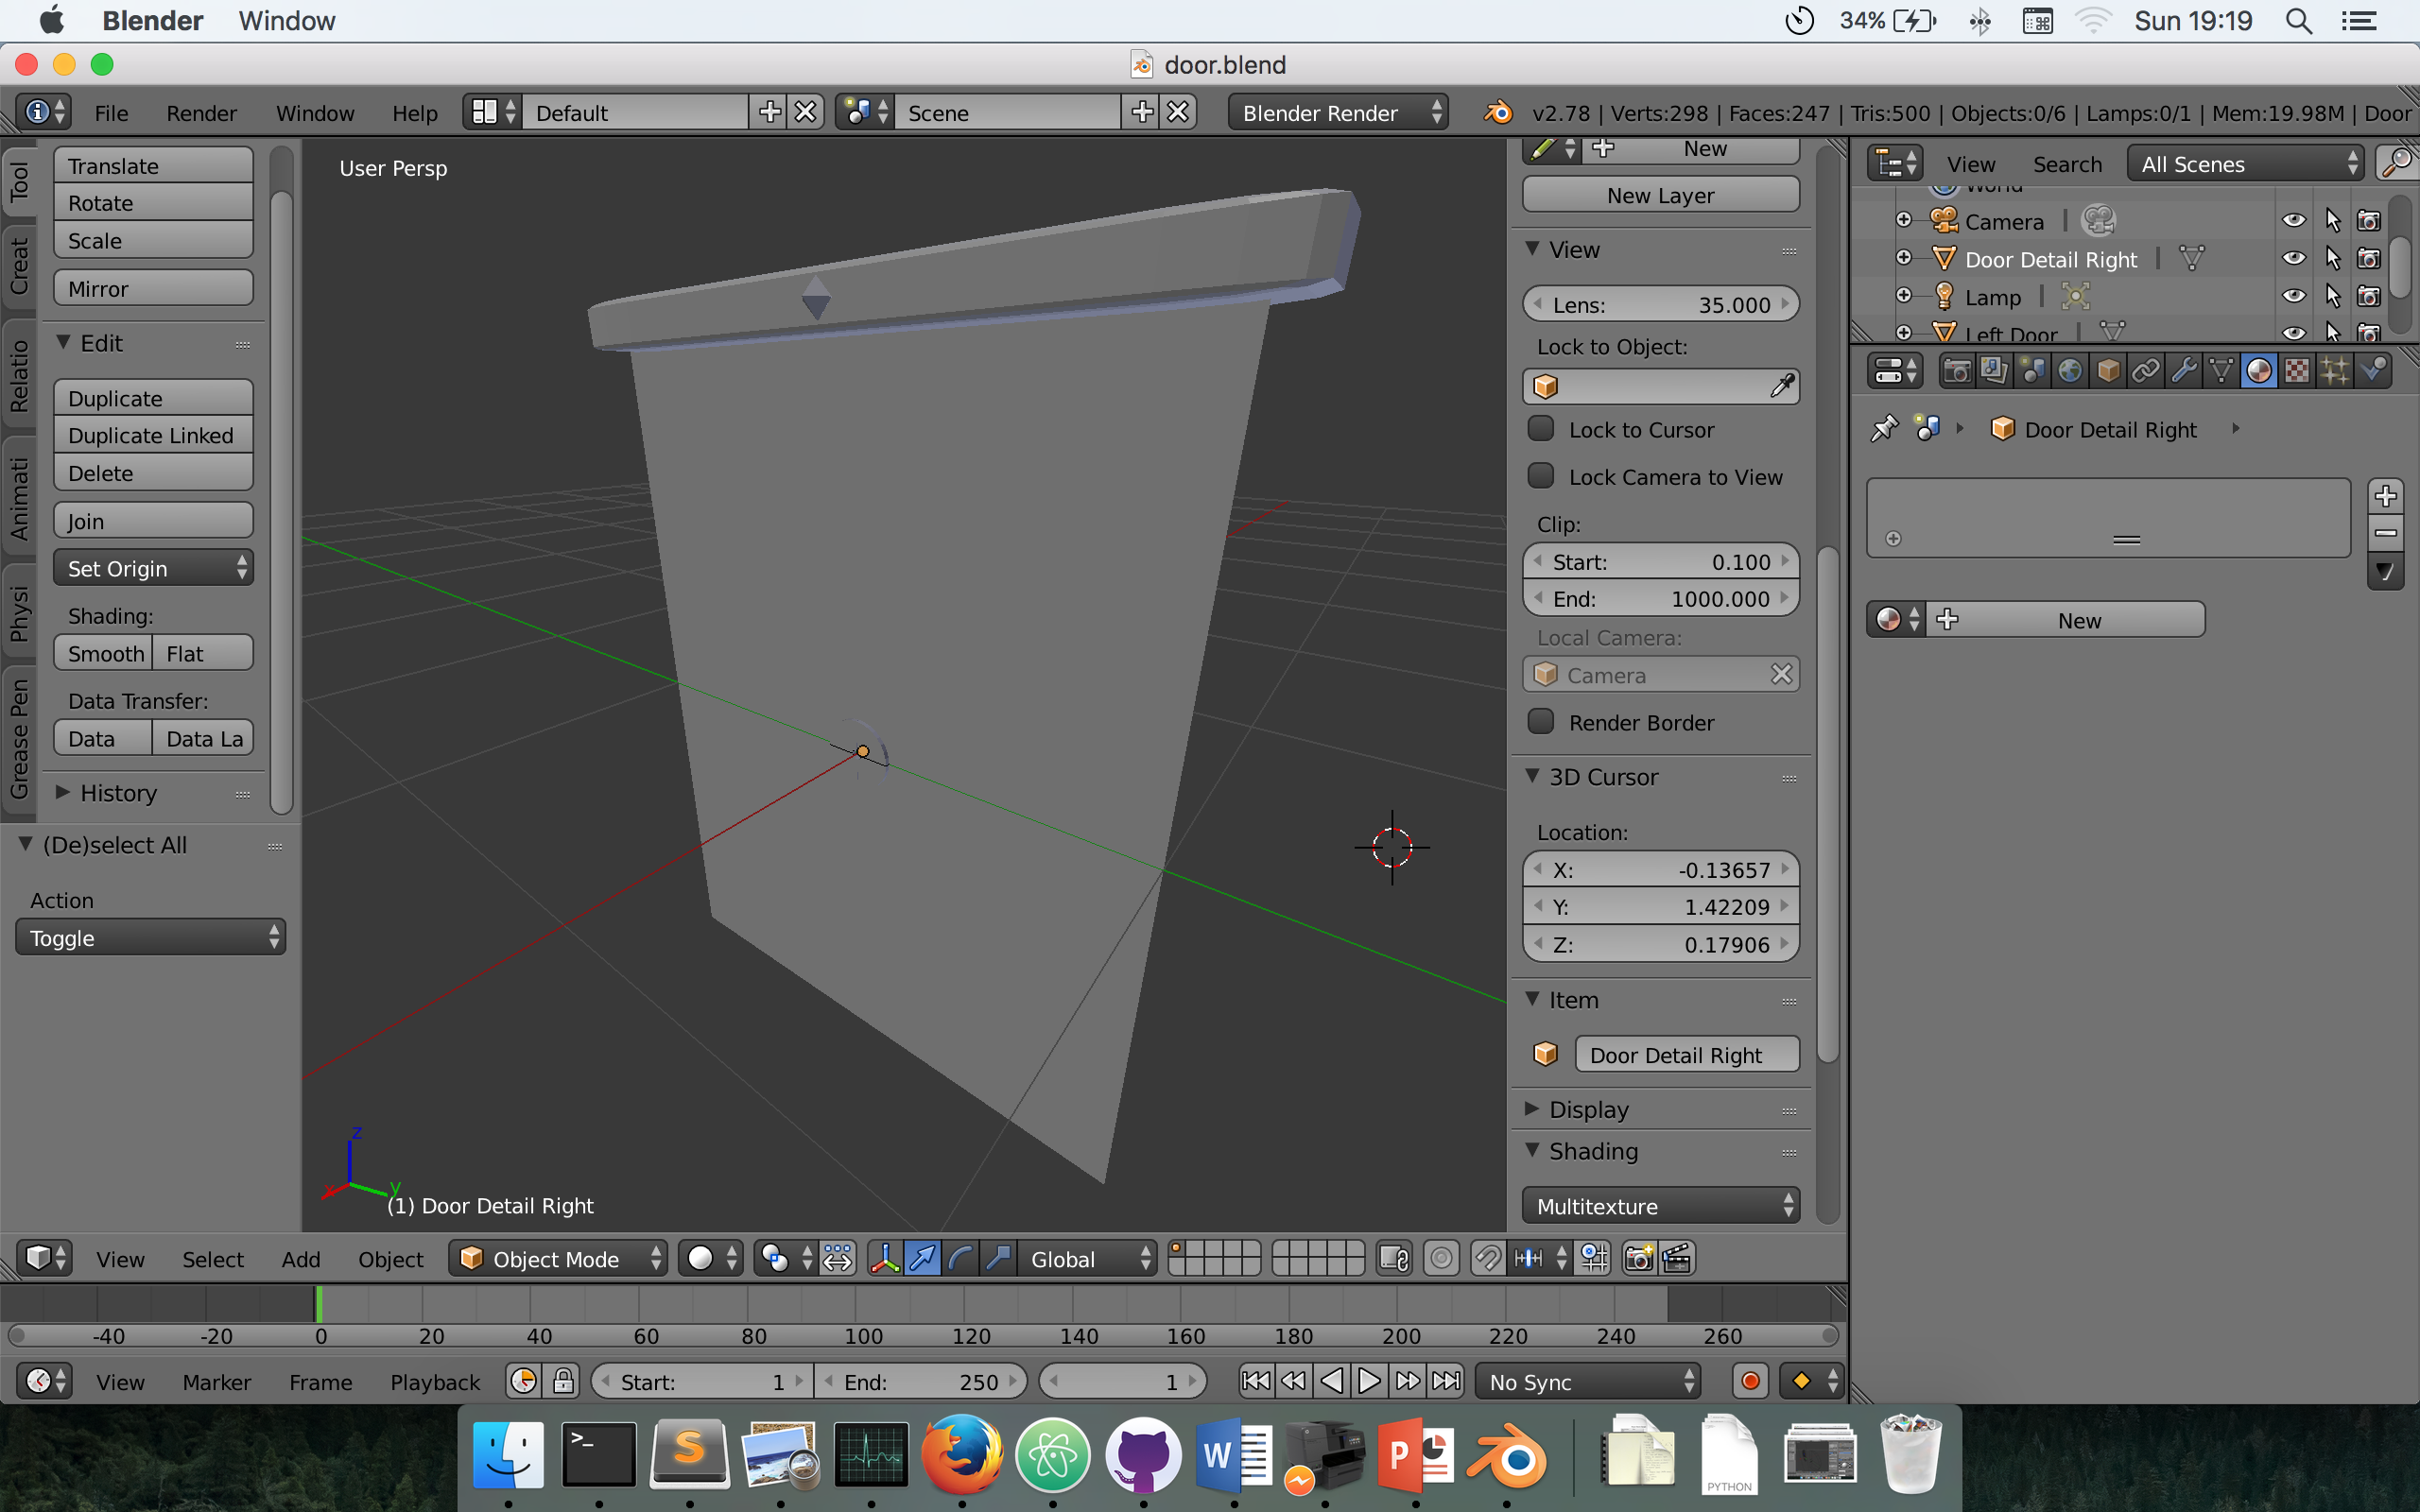 Blender Window
34% Sun 19:19
door.blend
File Render Window Help Default Scene Blender Render v2.78 | Verts:298 | Faces:247 | Tris:500 | Objects:0/6 | Lamps:0/1 | Mem:19.98M | Door
Tool
Creat
Relatio
Animati
Physi
Grease Pen
Translate
Rotate
Scale
Mirror
Edit
Duplicate
Duplicate Linked
Delete
Join
Set Origin
Shading:
Smooth Flat
Data Transfer:
Data Data La
History
(De)select All
Action
Toggle
User Persp
z
x
y
(1) Door Detail Right
New
New Layer
View
Lens: 35.000
Lock to Object:
Lock to Cursor
Lock Camera to View
Clip:
Start: 0.100
End: 1000.000
Local Camera:
Camera
Render Border
3D Cursor
Location:
X: -0.13657
Y: 1.42209
Z: 0.17906
Item
Door Detail Right
Display
Shading
Multitexture
View Search All Scenes
World
Camera
Door Detail Right
Lamp
Left Door
Door Detail Right
New
View Select Add Object Object Mode Global
-40 -20 0 20 40 60 80 100 120 140 160 180 200 220 240 260
View Marker Frame Playback Start: 1 End: 250 1 No Sync
>_
S
W
P
PYTHON